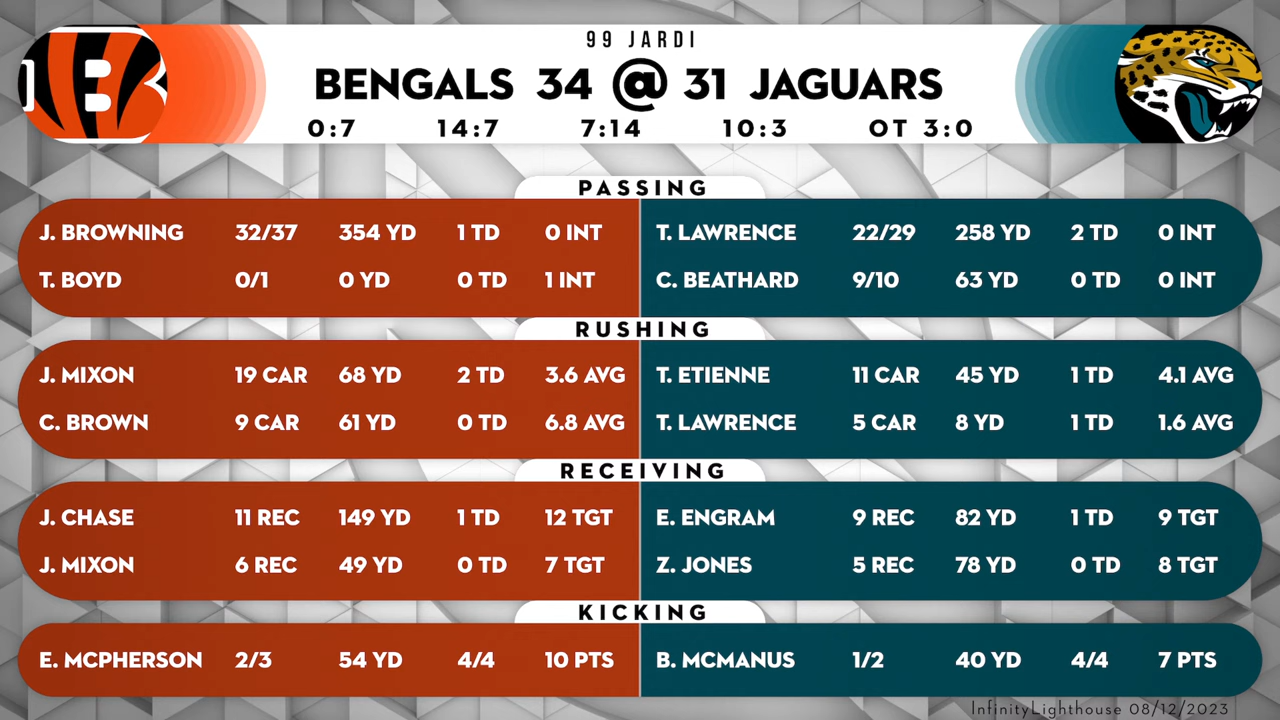 99 JARDI
BENGALS 34 @ 31 JAGUARS
0:7 14:7 7:14 10:3 OT 3:0
PASSING
J. BROWNING 32/37 354 YD 1 TD 0 INT T. LAWRENCE 22/29 258 YD 2 TD 0 INT
T. BOYD 0/1 0 YD 0 TD 1 INT C. BEATHARD 9/10 63 YD 0 TD 0 INT
RUSHING
J. MIXON 19 CAR 68 YD 2 TD 3.6 AVG T. ETIENNE 11 CAR 45 YD 1 TD 4.1 AVG
C. BROWN 9 CAR 61 YD 0 TD 6.8 AVG T. LAWRENCE 5 CAR 8 YD 1 TD 1.6 AVG
RECEIVING
J. CHASE 11 REC 149 YD 1 TD 12 TGT E. ENGRAM 9 REC 82 YD 1 TD 9 TGT
J. MIXON 6 REC 49 YD 0 TD 7 TGT Z. JONES 5 REC 78 YD 0 TD 8 TGT
KICKING
E. MCPHERSON 2/3 54 YD 4/4 10 PTS B. MCMANUS 1/2 40 YD 4/4 7 PTS
InfinityLighthouse 08/12/2023